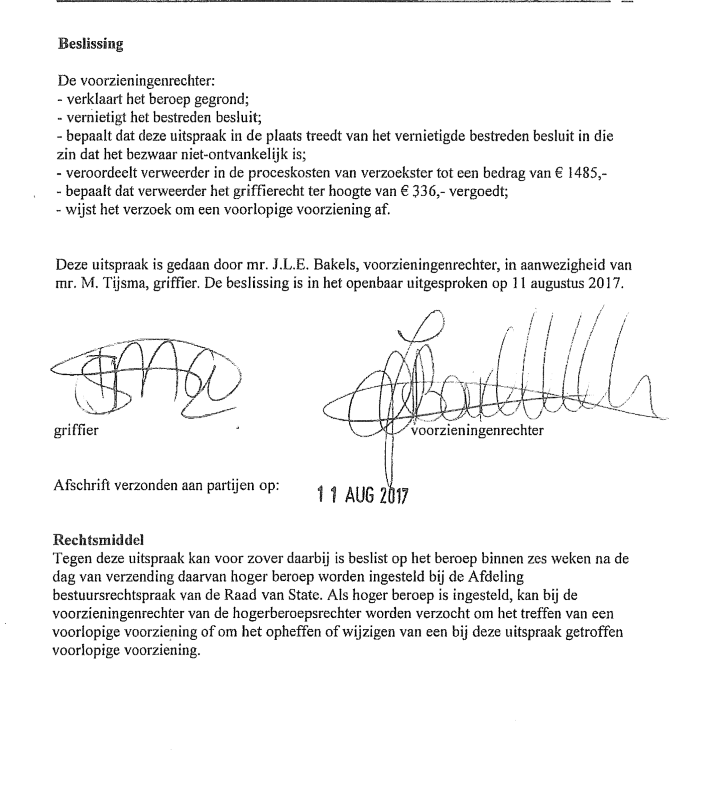 Beslissing
De voorzieningenrechter:
- verklaart het beroep gegrond;
- vernietigt het bestreden besluit;
- bepaalt dat deze uitspraak in de plaats treedt van het vernietigde bestreden besluit in die
zin dat het bezwaar niet-ontvankelijk is;
- veroordeelt verweerder in de proceskosten van verzoekster tot een bedrag van € 1485,-
- bepaalt dat verweerder het griffierecht ter hoogte van € 336,- vergoedt;
- wijst het verzoek om een voorlopige voorziening af.
Deze uitspraak is gedaan door mr. J.L.E. Bakels, voorzieningenrechter, in aanwezigheid van
mr. M. Tijsma, griffier. De beslissing is in het openbaar uitgesproken op 11 augustus 2017.
griffier voorzieningenrechter
Afschrift verzonden aan partijen op: 11 AUG 2017
Rechtsmiddel
Tegen deze uitspraak kan voor zover daarbij is beslist op het beroep binnen zes weken na de
dag van verzending daarvan hoger beroep worden ingesteld bij de Afdeling
bestuursrechtspraak van de Raad van State. Als hoger beroep is ingesteld, kan bij de
voorzieningenrechter van de hogerberoepsrechter worden verzocht om het treffen van een
voorlopige voorziening of om het opheffen of wijzigen van een bij deze uitspraak getroffen
voorlopige voorziening.